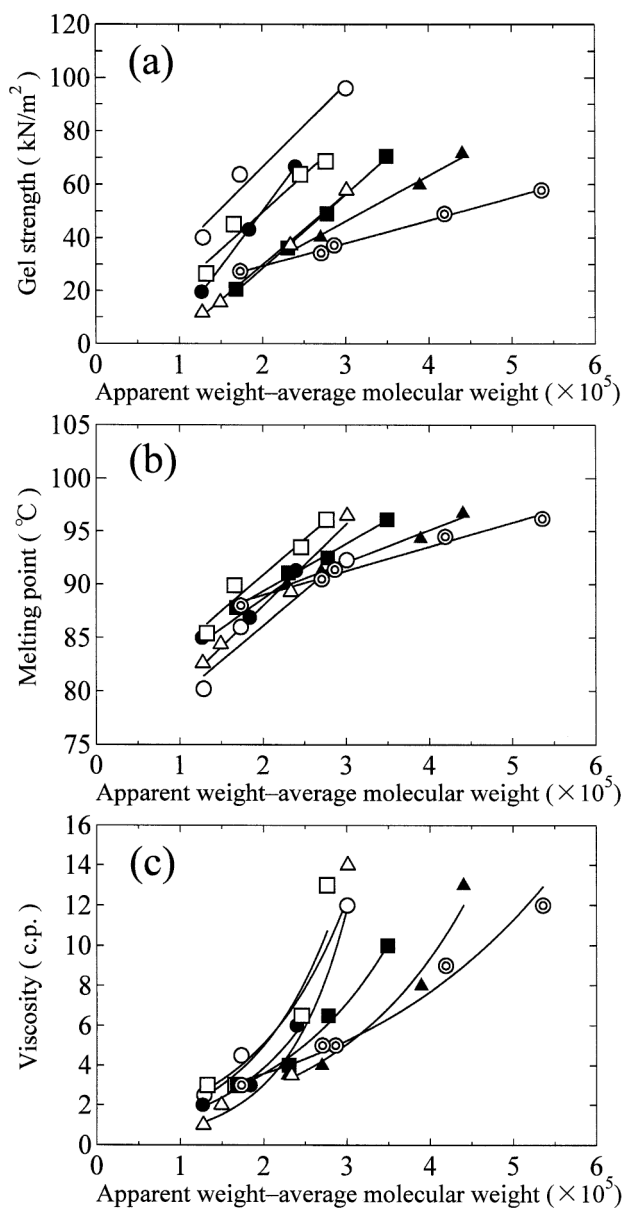 (a)
Gel strength ( kN/m²)
120
100
80
60
40
20
0
0 1 2 3 4 5 6
Apparent weight–average molecular weight (×10⁵)
(b)
Melting point ( ℃)
105
100
95
90
85
80
75
0 1 2 3 4 5 6
Apparent weight–average molecular weight (×10⁵)
(c)
Viscosity ( c.p.)
16
14
12
10
8
6
4
2
0
0 1 2 3 4 5 6
Apparent weight–average molecular weight (×10⁵)